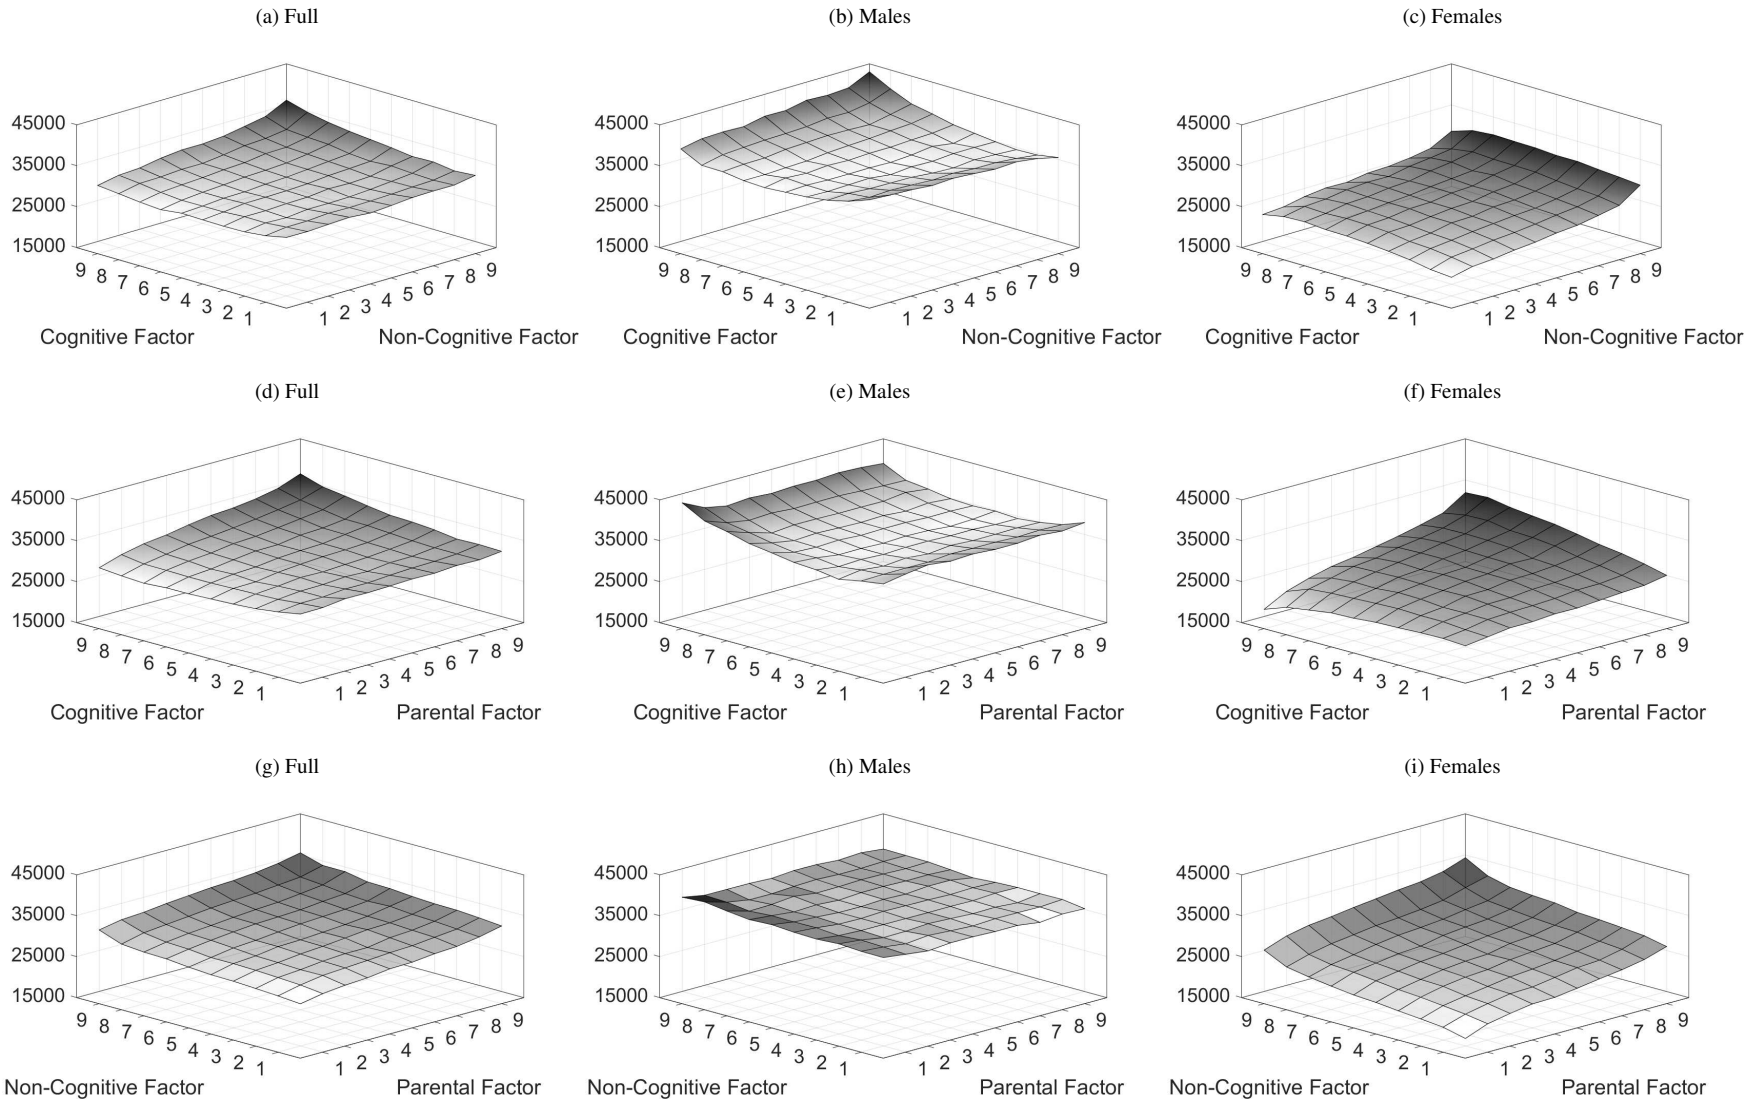 (a) Full
(b) Males
(c) Females
45000
35000
25000
15000
9 8 7 6 5 4 3 2 1
1 2 3 4 5 6 7 8 9
Cognitive Factor
Non-Cognitive Factor
45000
35000
25000
15000
9 8 7 6 5 4 3 2 1
1 2 3 4 5 6 7 8 9
Cognitive Factor
Non-Cognitive Factor
45000
35000
25000
15000
9 8 7 6 5 4 3 2 1
1 2 3 4 5 6 7 8 9
Cognitive Factor
Non-Cognitive Factor
(d) Full
(e) Males
(f) Females
45000
35000
25000
15000
9 8 7 6 5 4 3 2 1
1 2 3 4 5 6 7 8 9
Cognitive Factor
Parental Factor
45000
35000
25000
15000
9 8 7 6 5 4 3 2 1
1 2 3 4 5 6 7 8 9
Cognitive Factor
Parental Factor
45000
35000
25000
15000
9 8 7 6 5 4 3 2 1
1 2 3 4 5 6 7 8 9
Cognitive Factor
Parental Factor
(g) Full
(h) Males
(i) Females
45000
35000
25000
15000
9 8 7 6 5 4 3 2 1
1 2 3 4 5 6 7 8 9
Non-Cognitive Factor
Parental Factor
45000
35000
25000
15000
9 8 7 6 5 4 3 2 1
1 2 3 4 5 6 7 8 9
Non-Cognitive Factor
Parental Factor
45000
35000
25000
15000
9 8 7 6 5 4 3 2 1
1 2 3 4 5 6 7 8 9
Non-Cognitive Factor
Parental Factor